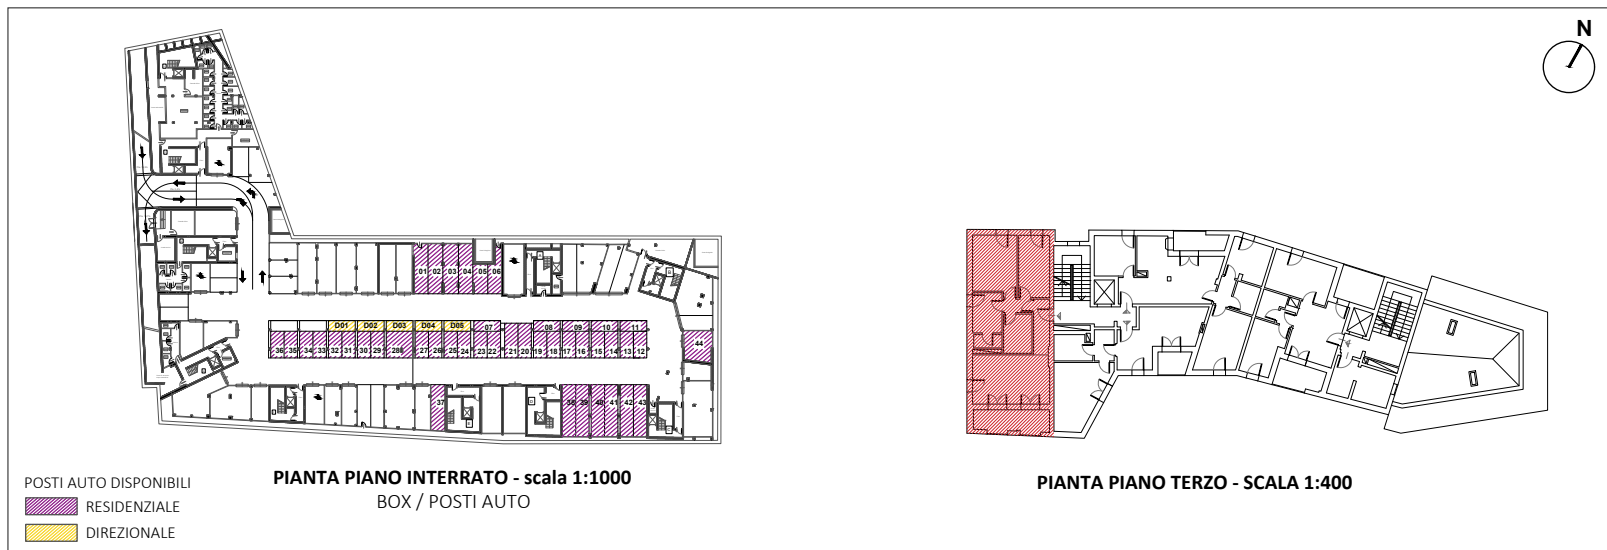 N
01 02 03 04 05 06
D01 D02 D03 D04 D05 07 08 09 10 11
36 35 34 33 32 31 30 29 288 27 26 25 24 23 22 21 20 19 18 17 16 15 14 13 12
44
37 38 39 40 41 42 43
PIANTA PIANO INTERRATO - scala 1:1000
BOX / POSTI AUTO
PIANTA PIANO TERZO - SCALA 1:400
POSTI AUTO DISPONIBILI
RESIDENZIALE
DIREZIONALE